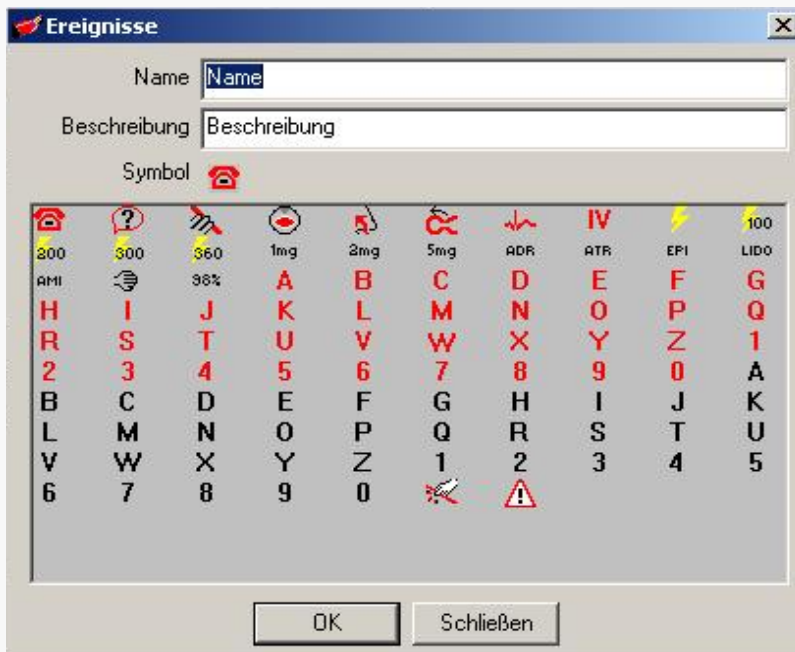 Ereignisse
Name Name
Beschreibung Beschreibung
Symbol
? IV 100
200 300 360 1mg 2mg 5mg ADR ATR EPI LIDO
AMI 98% A B C D E F G
H I J K L M N O P Q
R S T U V W X Y Z 1
2 3 4 5 6 7 8 9 0 A
B C D E F G H I J K
L M N O P Q R S T U
V W X Y Z 1 2 3 4 5
6 7 8 9 0 !
OK Schließen